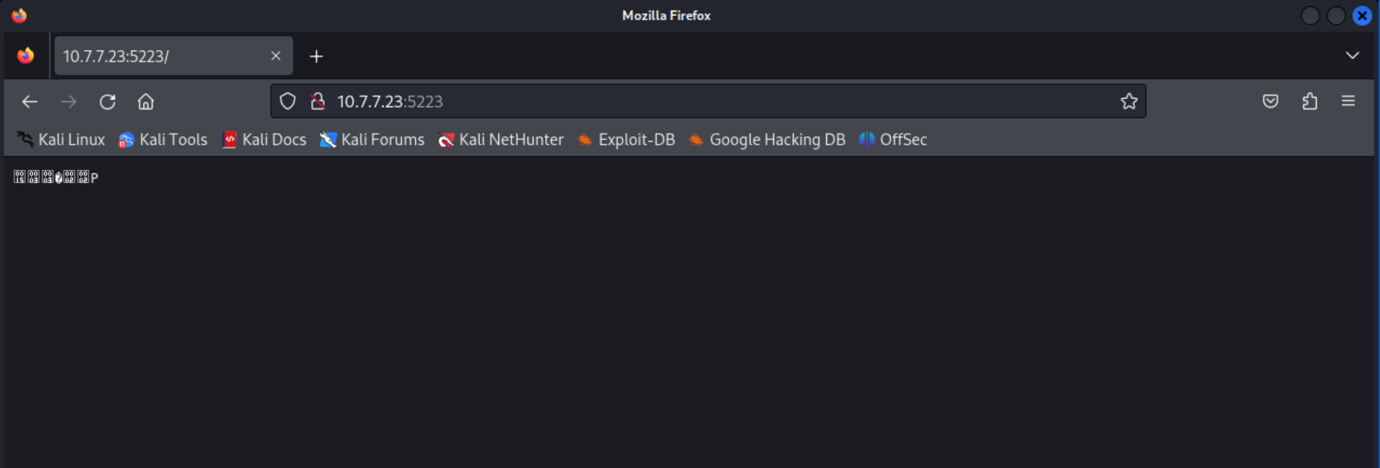 Mozilla Firefox
10.7.7.23:5223/
10.7.7.23:5223
Kali Linux Kali Tools Kali Docs Kali Forums Kali NetHunter Exploit-DB Google Hacking DB OffSec
�P